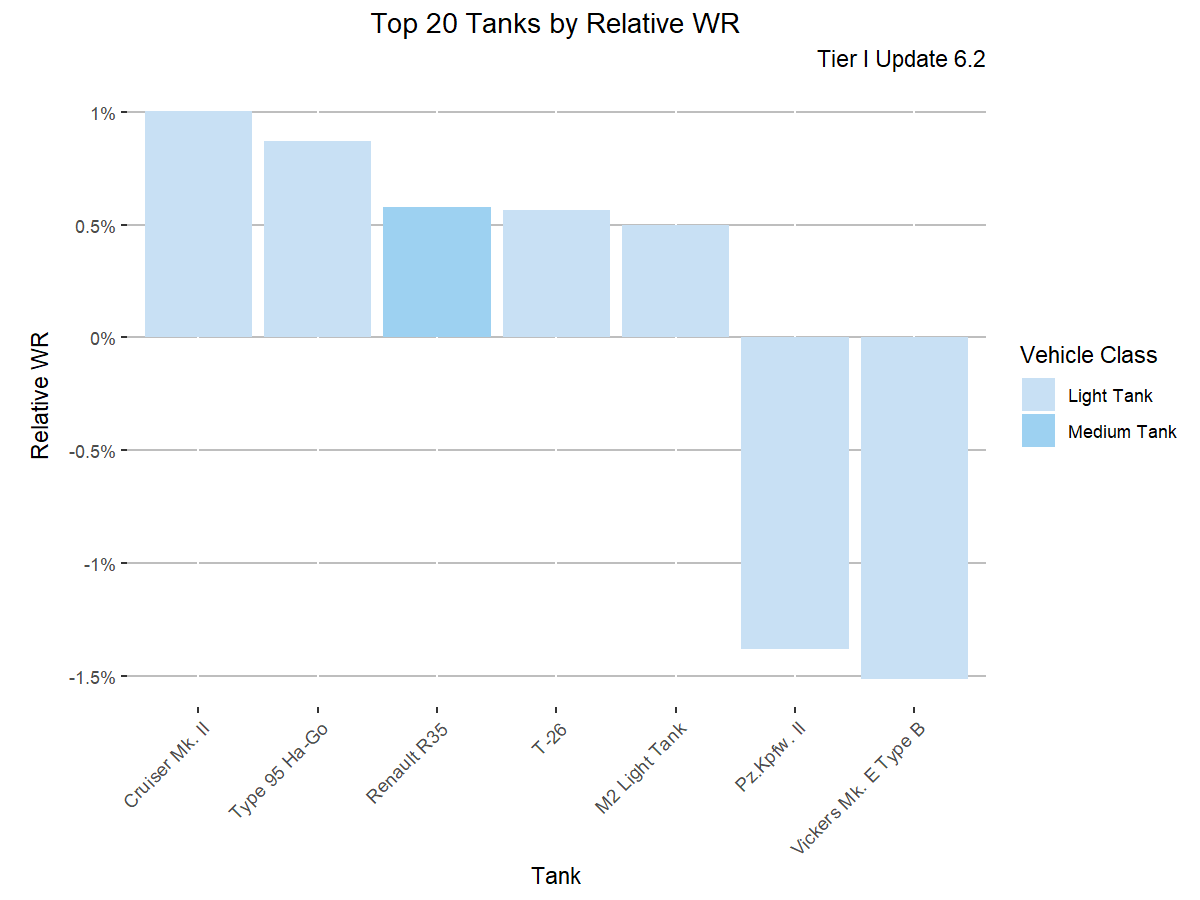 Top 20 Tanks by Relative WR
Tier I Update 6.2
1%
0.5%
0%
-0.5%
-1%
-1.5%
Relative WR
Cruiser Mk. II
Type 95 Ha-Go
Renault R35
T-26
M2 Light Tank
Pz.Kpfw. II
Vickers Mk. E Type B
Tank
Vehicle Class
Light Tank
Medium Tank